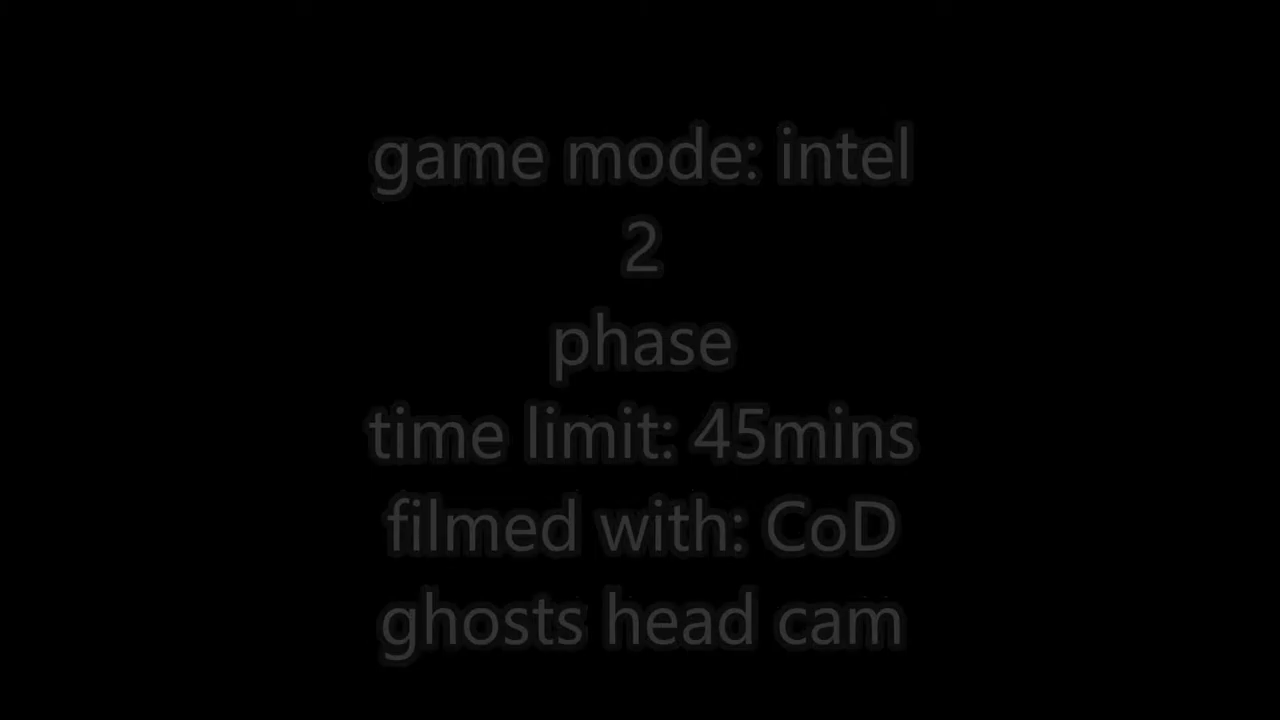 game mode: intel
2
phase
time limit: 45mins
filmed with: CoD
ghosts head cam